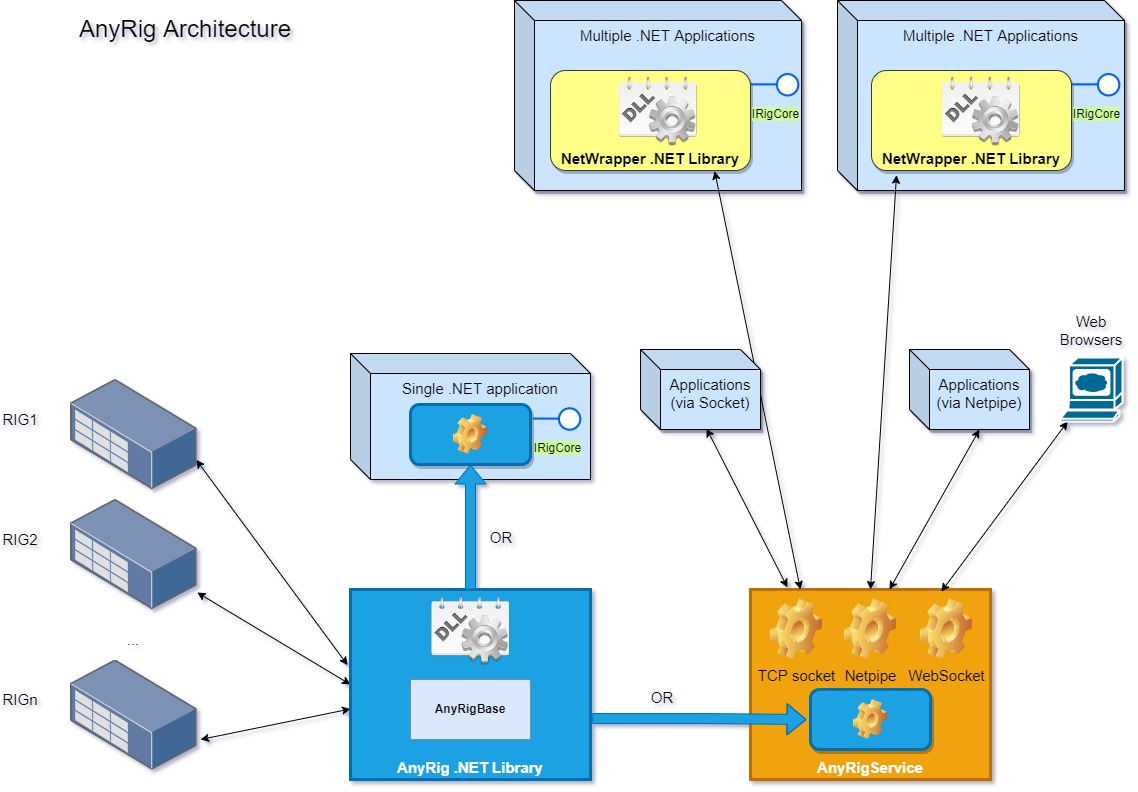 AnyRig Architecture
Multiple .NET Applications
DLL
IRigCore
NetWrapper .NET Library
Multiple .NET Applications
DLL
IRigCore
NetWrapper .NET Library
Web
Browsers
Single .NET application
IRigCore
Applications
(via Socket)
Applications
(via Netpipe)
RIG1
RIG2
...
RIGn
OR
DLL
AnyRigBase
AnyRig .NET Library
OR
TCP socket
Netpipe
WebSocket
AnyRigService